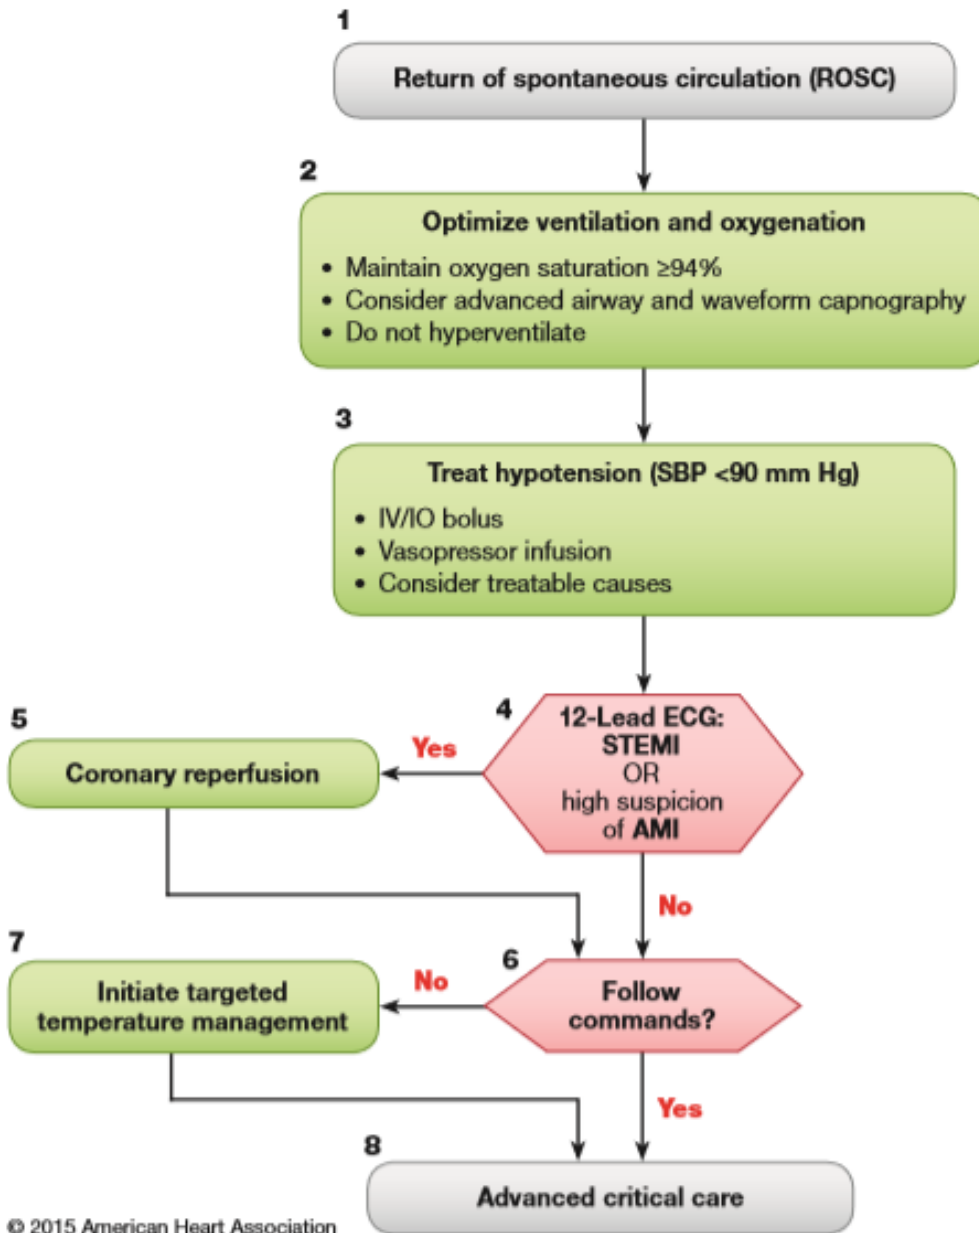 1
Return of spontaneous circulation (ROSC)
2
Optimize ventilation and oxygenation
• Maintain oxygen saturation ≥94%
• Consider advanced airway and waveform capnography
• Do not hyperventilate
3
Treat hypotension (SBP <90 mm Hg)
• IV/IO bolus
• Vasopressor infusion
• Consider treatable causes
4
12-Lead ECG:
STEMI
OR
high suspicion
of AMI
Yes
5
Coronary reperfusion
No
6
Follow
commands?
No
7
Initiate targeted
temperature management
Yes
8
Advanced critical care
© 2015 American Heart Association